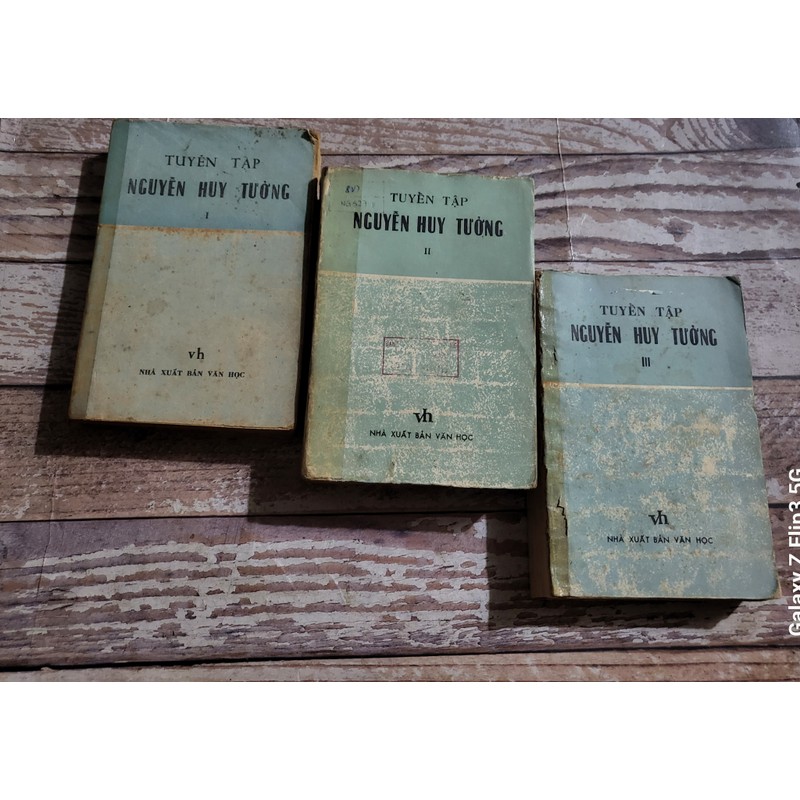 TUYỂN TẬP
NGUYỄN HUY TƯỞNG
I
vh
NHÀ XUẤT BẢN VĂN HỌC
TUYỂN TẬP
NGUYỄN HUY TƯỞNG
II
vh
NHÀ XUẤT BẢN VĂN HỌC
TUYỂN TẬP
NGUYỄN HUY TƯỞNG
III
vh
NHÀ XUẤT BẢN VĂN HỌC
Galaxy Z Flip3 5G